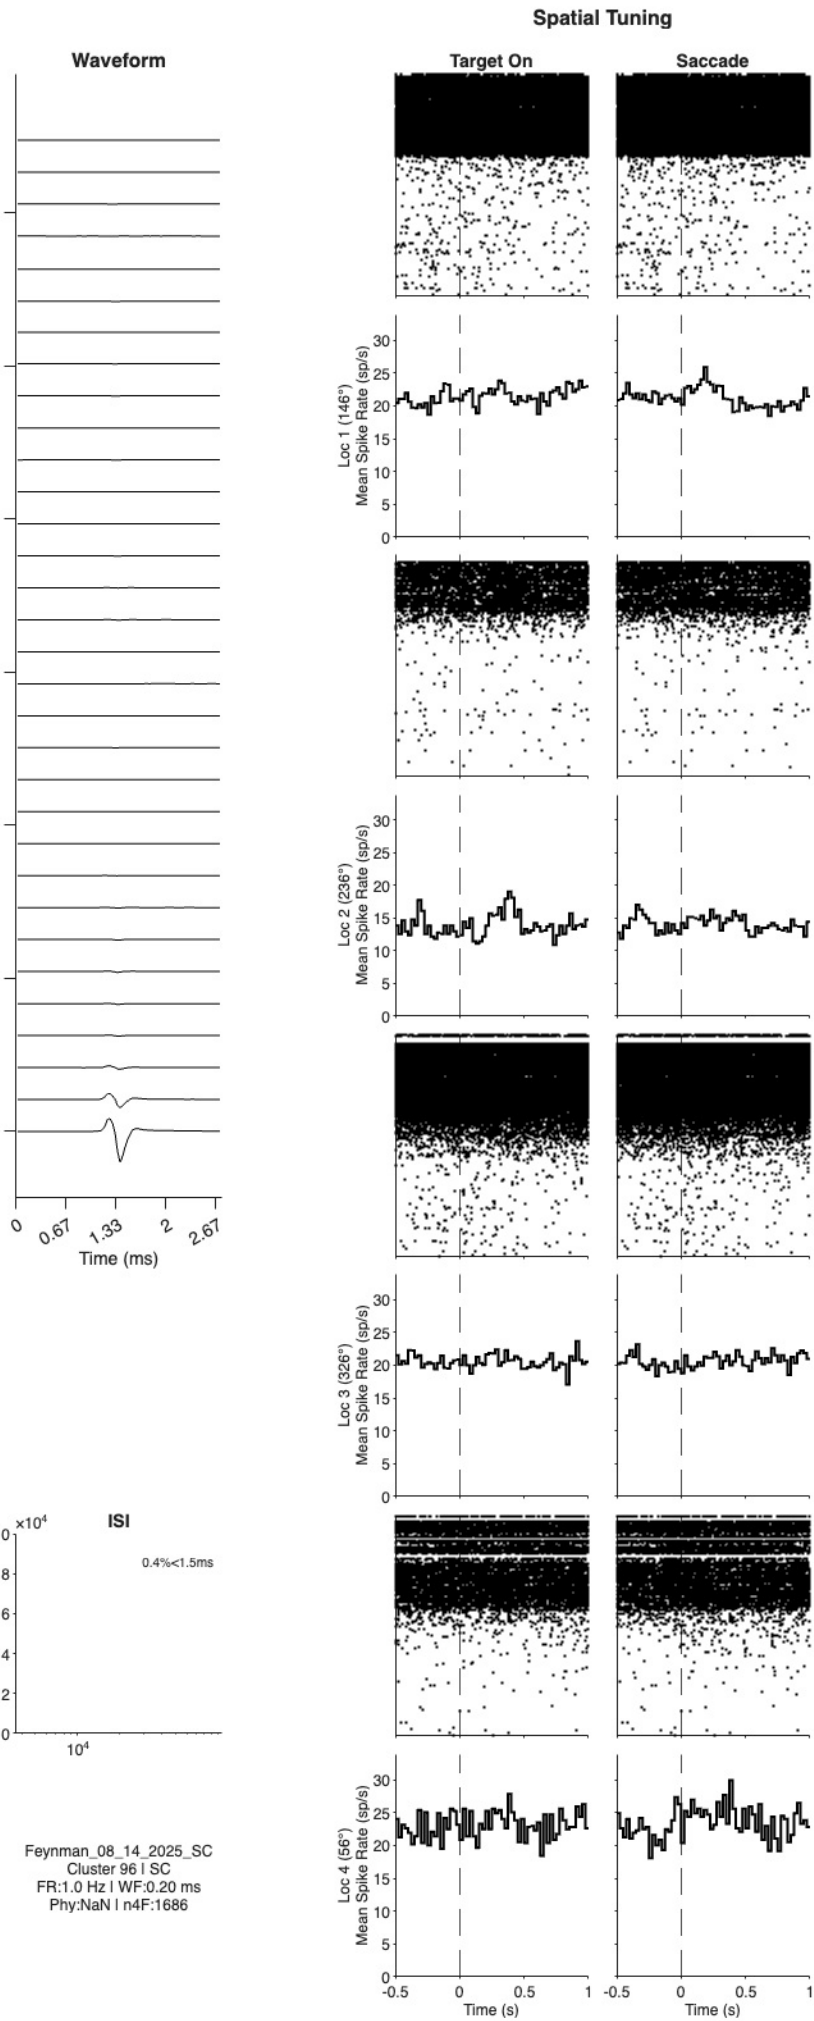 Spatial Tuning
Waveform
Target On
Saccade
30
25
20
15
10
5
0
Loc 1 (146°)
Mean Spike Rate (sp/s)
30
25
20
15
10
5
0
Loc 2 (236°)
Mean Spike Rate (sp/s)
0
0.67
1.33
2
2.67
Time (ms)
30
25
20
15
10
5
0
Loc 3 (326°)
Mean Spike Rate (sp/s)
×10⁴
ISI
0
8
6
4
2
0
0.4%<1.5ms
10⁴
30
25
20
15
10
5
0
Loc 4 (56°)
Mean Spike Rate (sp/s)
Feynman_08_14_2025_SC
Cluster 96 | SC
FR:1.0 Hz | WF:0.20 ms
Phy:NaN | n4F:1686
-0.5 0 0.5 1
Time (s)
-0.5 0 0.5 1
Time (s)